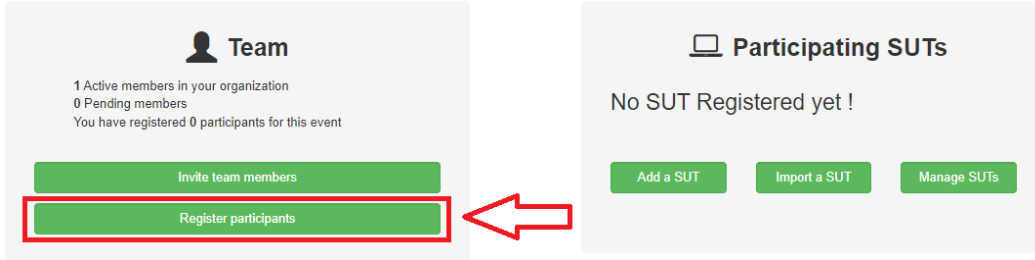 Team
1 Active members in your organization
0 Pending members
You have registered 0 participants for this event
Invite team members
Register participants
Participating SUTs
No SUT Registered yet !
Add a SUT
Import a SUT
Manage SUTs